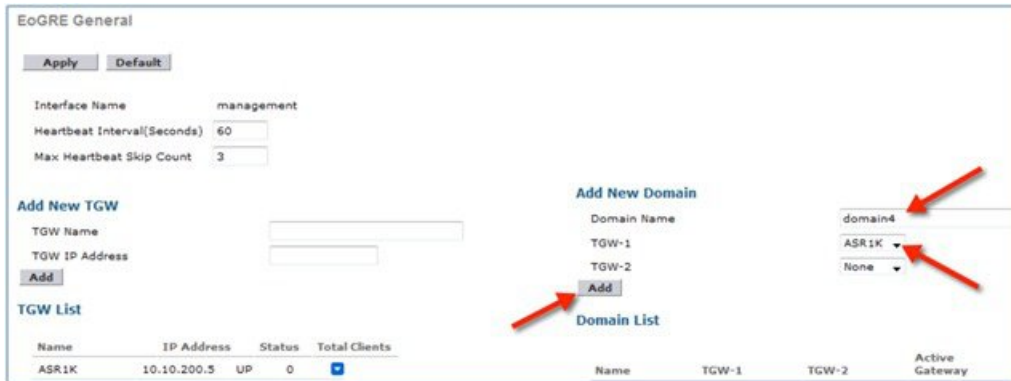 EoGRE General
Apply Default
Interface Name management
Heartbeat Interval(Seconds) 60
Max Heartbeat Skip Count 3
Add New TGW
TGW Name
TGW IP Address
Add
TGW List
Name IP Address Status Total Clients
ASR1K 10.10.200.5 UP 0
Add New Domain
Domain Name domain4
TGW-1 ASR1K
TGW-2 None
Add
Domain List
Name TGW-1 TGW-2 Active Gateway